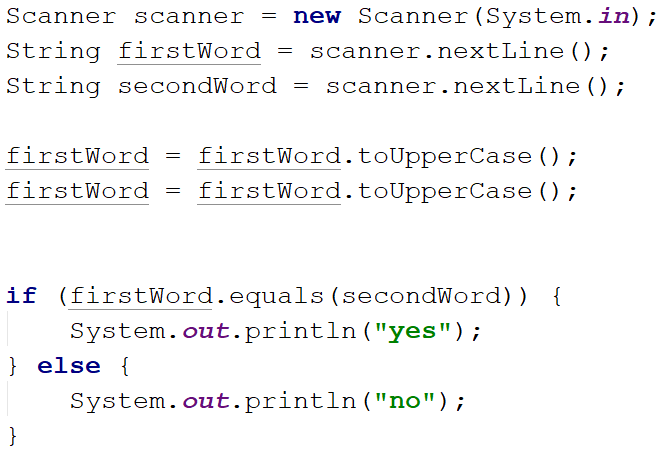 Scanner scanner = new Scanner(System.in);
String firstWord = scanner.nextLine();
String secondWord = scanner.nextLine();
firstWord = firstWord.toUpperCase();
firstWord = firstWord.toUpperCase();
if (firstWord.equals(secondWord)) {
    System.out.println("yes");
} else {
    System.out.println("no");
}